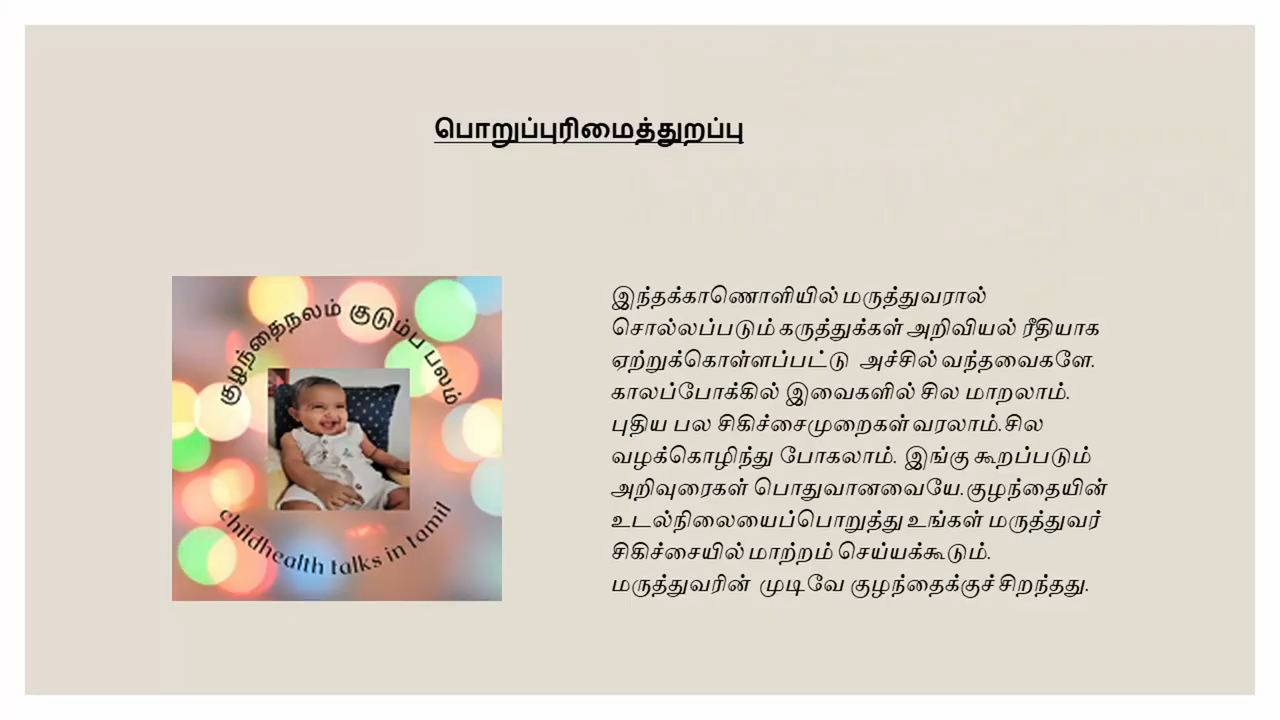 பொறுப்புரிமைத்துறப்பு
குழந்தைநலம் குடும்ப பலம்
childhealth talks in tamil
இந்தக்காணொளியில் மருத்துவரால்
சொல்லப்படும் கருத்துக்கள் அறிவியல் ரீதியாக
ஏற்றுக்கொள்ளப்பட்டு அச்சில் வந்தவைகளே.
காலப்போக்கில் இவைகளில் சில மாறலாம்.
புதிய பல சிகிச்சைமுறைகள் வரலாம். சில
வழக்கொழிந்து போகலாம். இங்கு கூறப்படும்
அறிவுரைகள் பொதுவானவையே. குழந்தையின்
உடல்நிலையைப்பொறுத்து உங்கள் மருத்துவர்
சிகிச்சையில் மாற்றம் செய்யக்கூடும்.
மருத்துவரின் முடிவே குழந்தைக்குச் சிறந்தது.